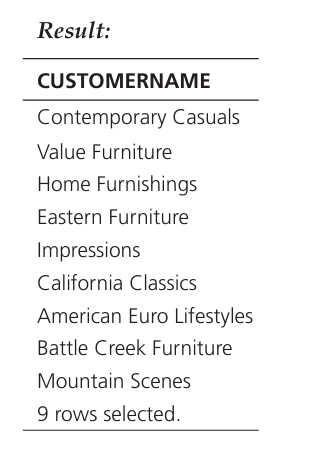 Result:
CUSTOMERNAME
Contemporary Casuals
Value Furniture
Home Furnishings
Eastern Furniture
Impressions
California Classics
American Euro Lifestyles
Battle Creek Furniture
Mountain Scenes
9 rows selected.